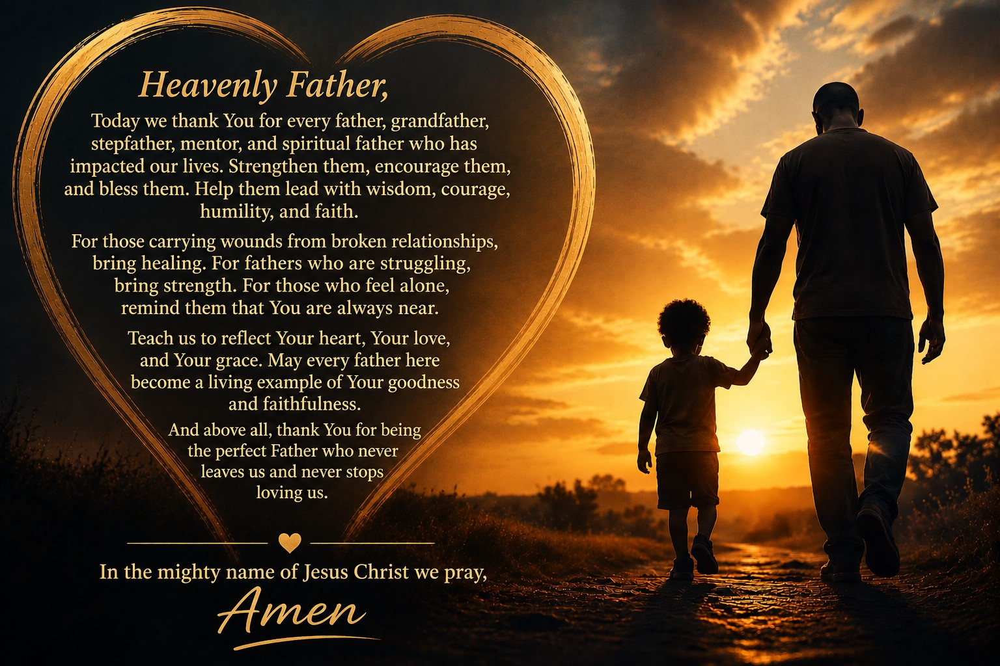 Heavenly Father,
Today we thank You for every father, grandfather,
stepfather, mentor, and spiritual father who has
impacted our lives. Strengthen them, encourage them,
and bless them. Help them lead with wisdom, courage,
humility, and faith.
For those carrying wounds from broken relationships,
bring healing. For fathers who are struggling,
bring strength. For those who feel alone,
remind them that You are always near.
Teach us to reflect Your heart, Your love,
and Your grace. May every father here
become a living example of Your goodness
and faithfulness.
And above all, thank You for being
the perfect Father who never
leaves us and never stops
loving us.
In the mighty name of Jesus Christ we pray,
Amen